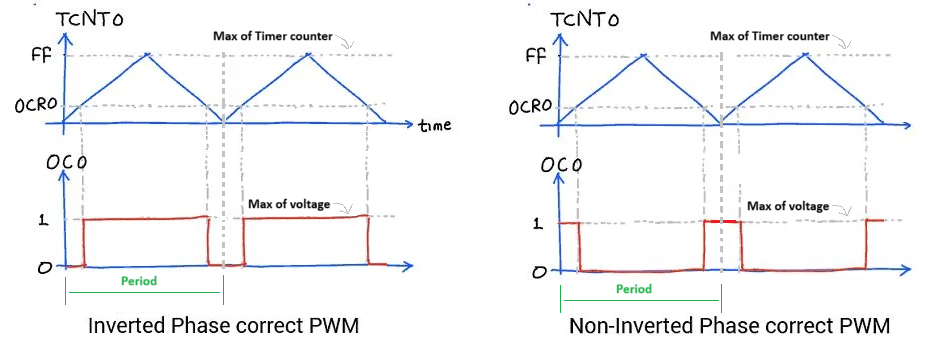 TCNT0
Max of Timer counter
FF
OCR0
time
OC0
Max of voltage
1
0
Period
Inverted Phase correct PWM
TCNT0
Max of Timer counter
FF
OCR0
time
OC0
Max of voltage
1
0
Period
Non-Inverted Phase correct PWM